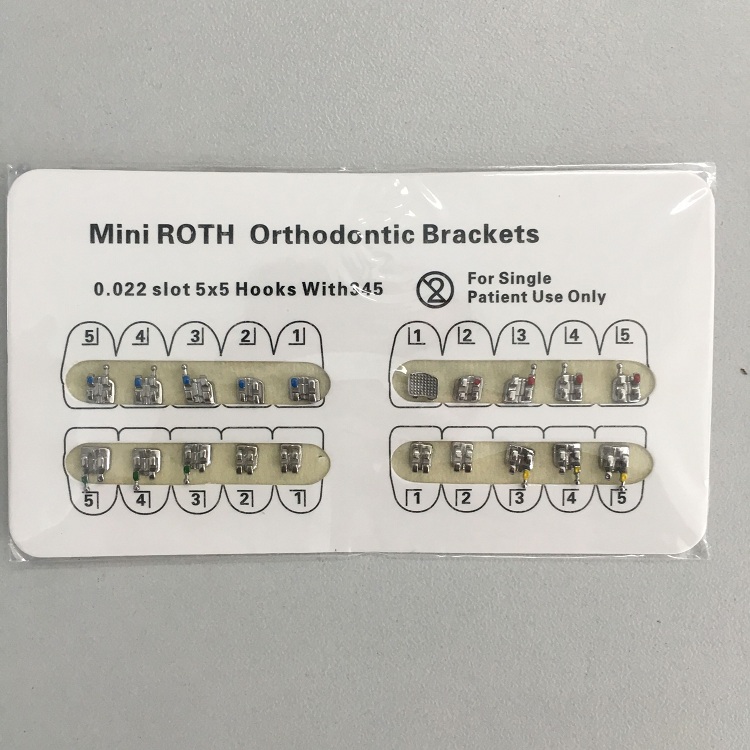 Mini ROTH Orthodontic Brackets
0.022 slot 5x5 Hooks With345
For Single
Patient Use Only
5 4 3 2 1 1 2 3 4 5
5 4 3 2 1 1 2 3 4 5